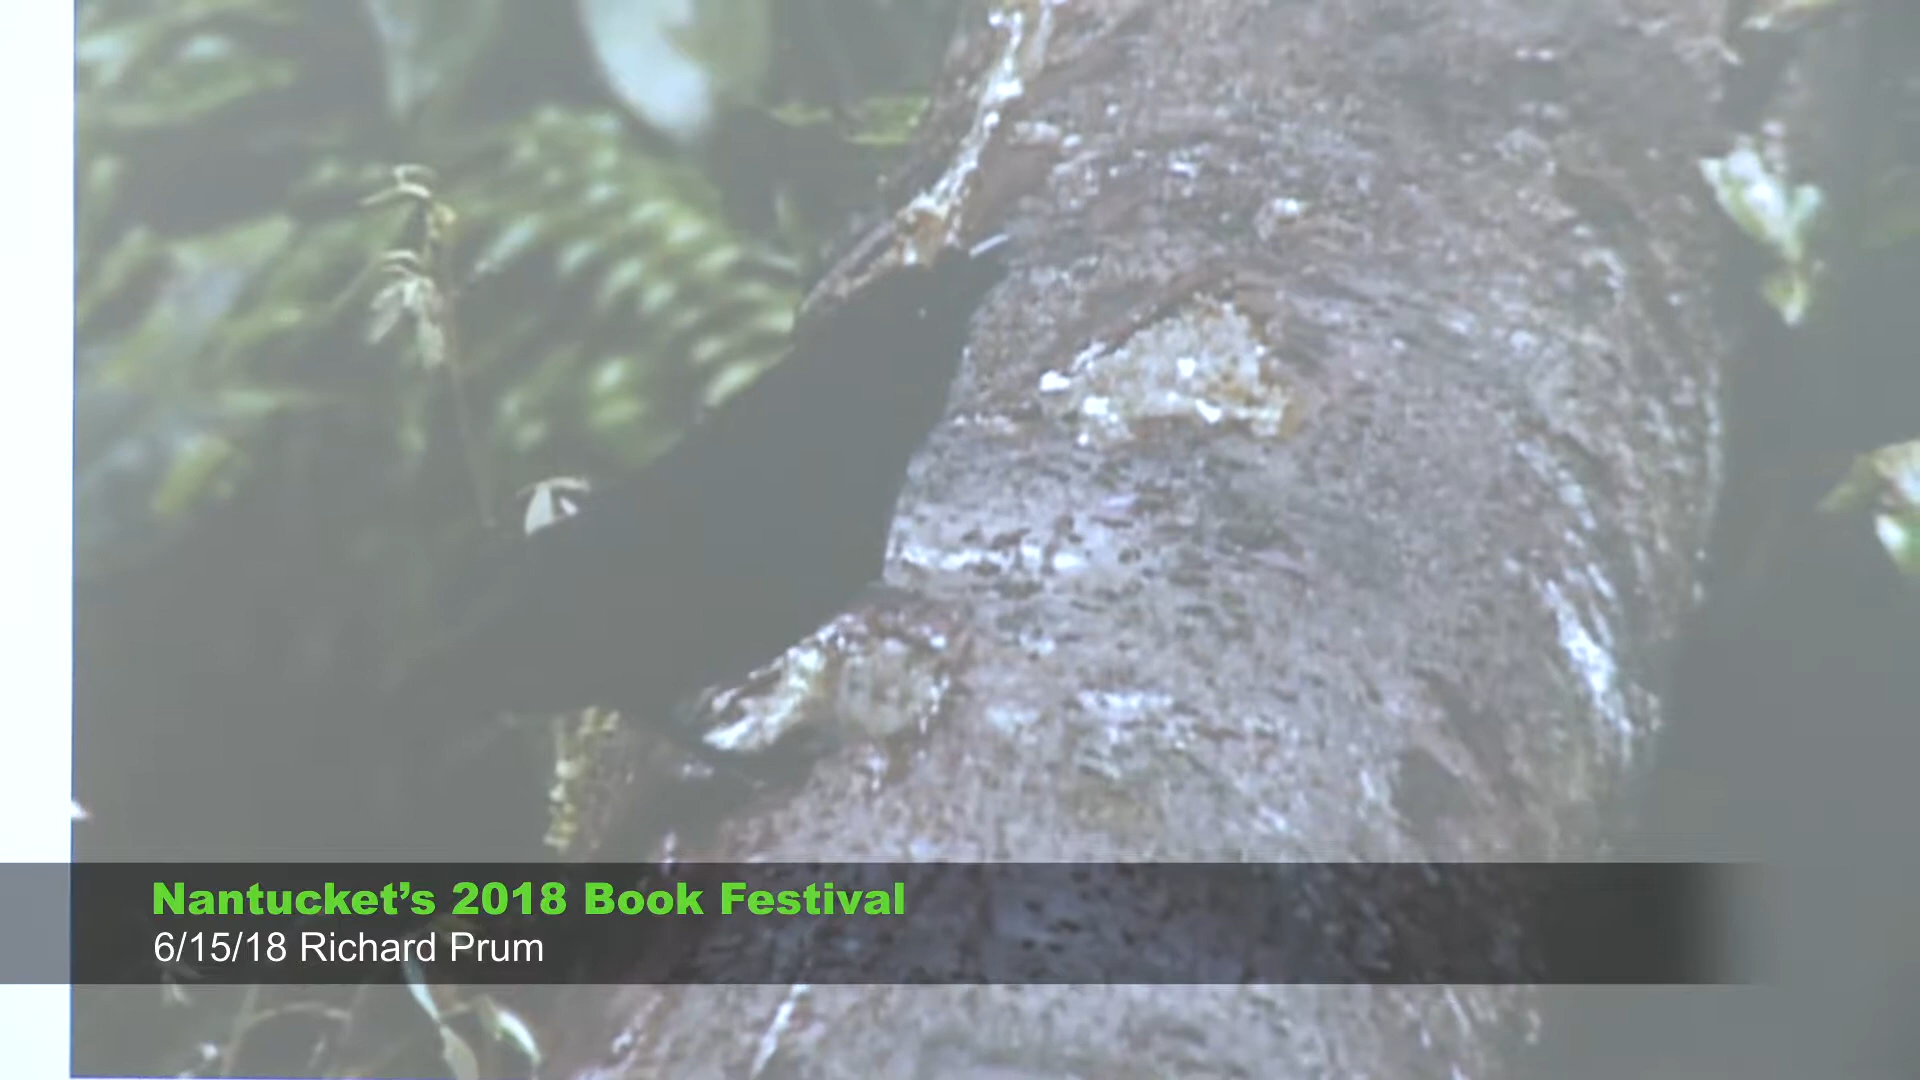 Nantucket’s 2018 Book Festival
6/15/18 Richard Prum